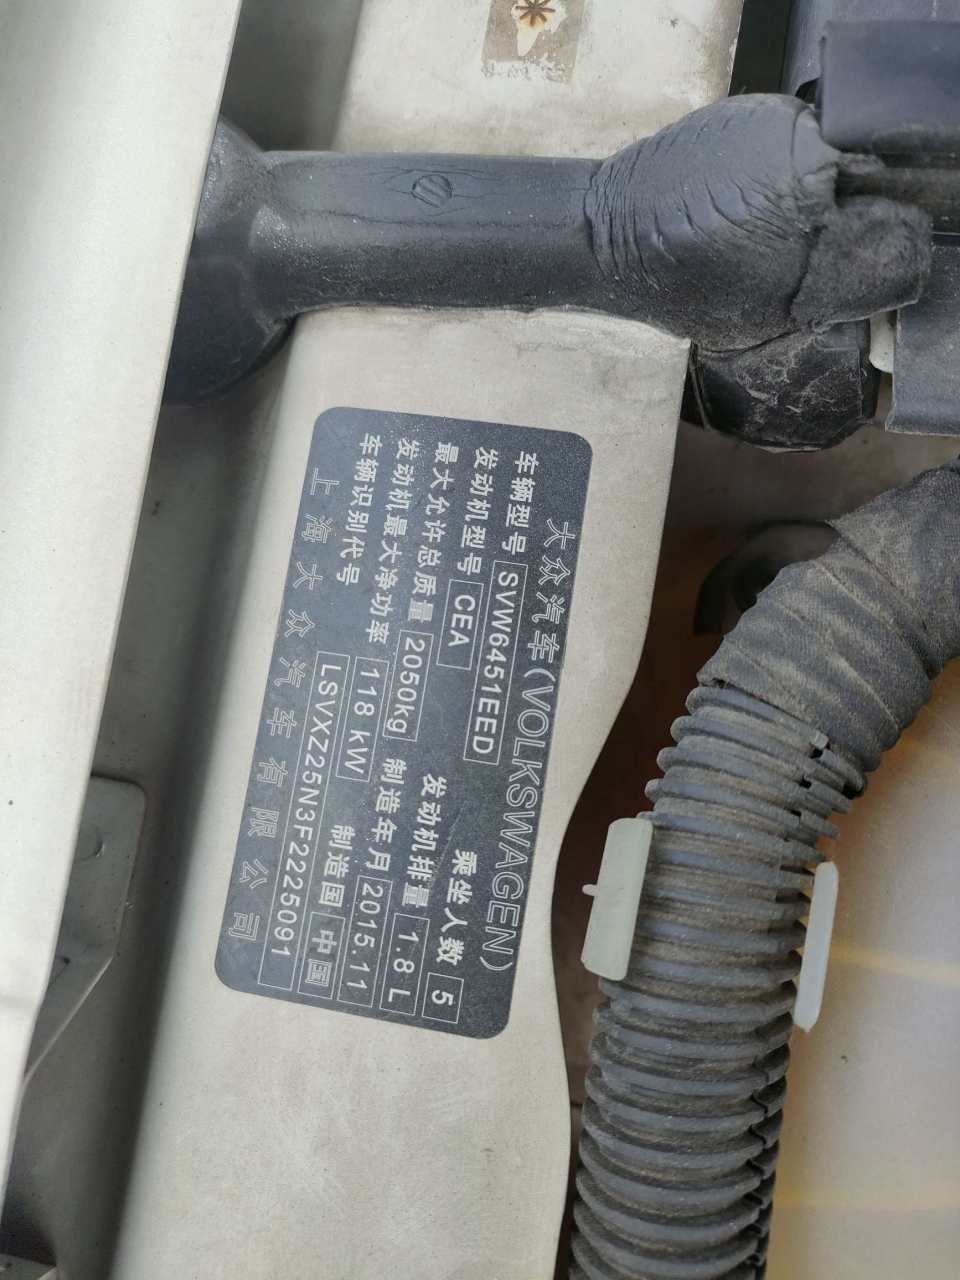 大众汽车(VOLKSWAGEN)
车辆型号 SVW6451EED 乘坐人数 5
发动机型号 CEA 发动机排量 1.8L
最大允许总质量 2050kg 制造年月 2015.11
发动机最大净功率 118kW 制造国 中国
车辆识别代号 LSVXZ25N3F2225091
上海大众汽车有限公司